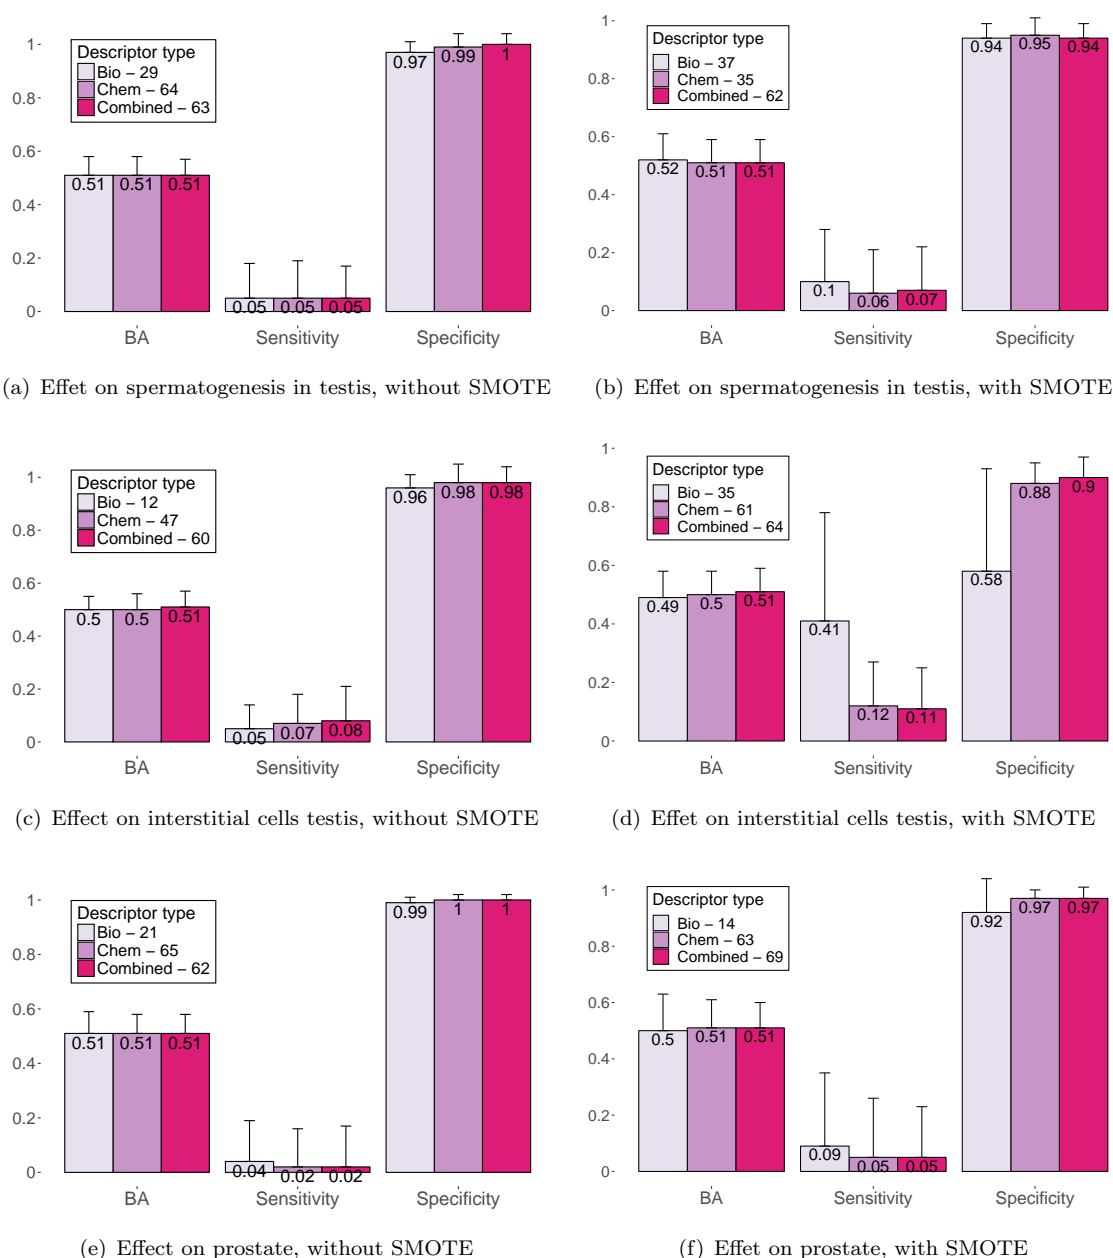 Descriptor type
Bio – 29
Chem – 64
Combined – 63
1
0.8
0.6
0.4
0.2
0
0.51 0.51 0.51
0.05 0.05 0.05
0.97 0.99 1
BA Sensitivity Specificity
(a) Effet on spermatogenesis in testis, without SMOTE
Descriptor type
Bio – 37
Chem – 35
Combined – 62
1
0.8
0.6
0.4
0.2
0
0.52 0.51 0.51
0.1 0.06 0.07
0.94 0.95 0.94
BA Sensitivity Specificity
(b) Effet on spermatogenesis in testis, with SMOTE
Descriptor type
Bio – 12
Chem – 47
Combined – 60
1
0.8
0.6
0.4
0.2
0
0.5 0.5 0.51
0.05 0.07 0.08
0.96 0.98 0.98
BA Sensitivity Specificity
(c) Effect on interstitial cells testis, without SMOTE
Descriptor type
Bio – 35
Chem – 61
Combined – 64
1
0.8
0.6
0.4
0.2
0
0.49 0.5 0.51
0.41 0.12 0.11
0.58 0.88 0.9
BA Sensitivity Specificity
(d) Effet on interstitial cells testis, with SMOTE
Descriptor type
Bio – 21
Chem – 65
Combined – 62
1
0.8
0.6
0.4
0.2
0
0.51 0.51 0.51
0.04 0.02 0.02
0.99 1 1
BA Sensitivity Specificity
(e) Effect on prostate, without SMOTE
Descriptor type
Bio – 14
Chem – 63
Combined – 69
1
0.8
0.6
0.4
0.2
0
0.5 0.51 0.51
0.09 0.05 0.05
0.92 0.97 0.97
BA Sensitivity Specificity
(f) Effet on prostate, with SMOTE